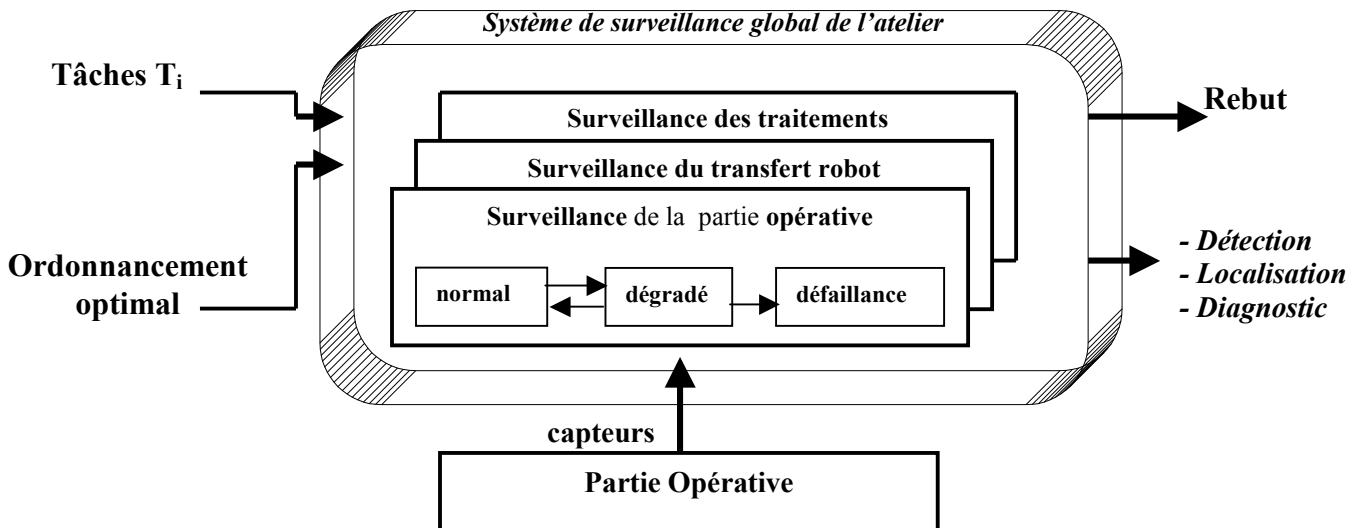 Système de surveillance global de l’atelier
Tâches Ti
Ordonnancement
optimal
Surveillance des traitements
Surveillance du transfert robot
Surveillance de la partie opérative
normal
dégradé
défaillance
Rebut
- Détection
- Localisation
- Diagnostic
capteurs
Partie Opérative